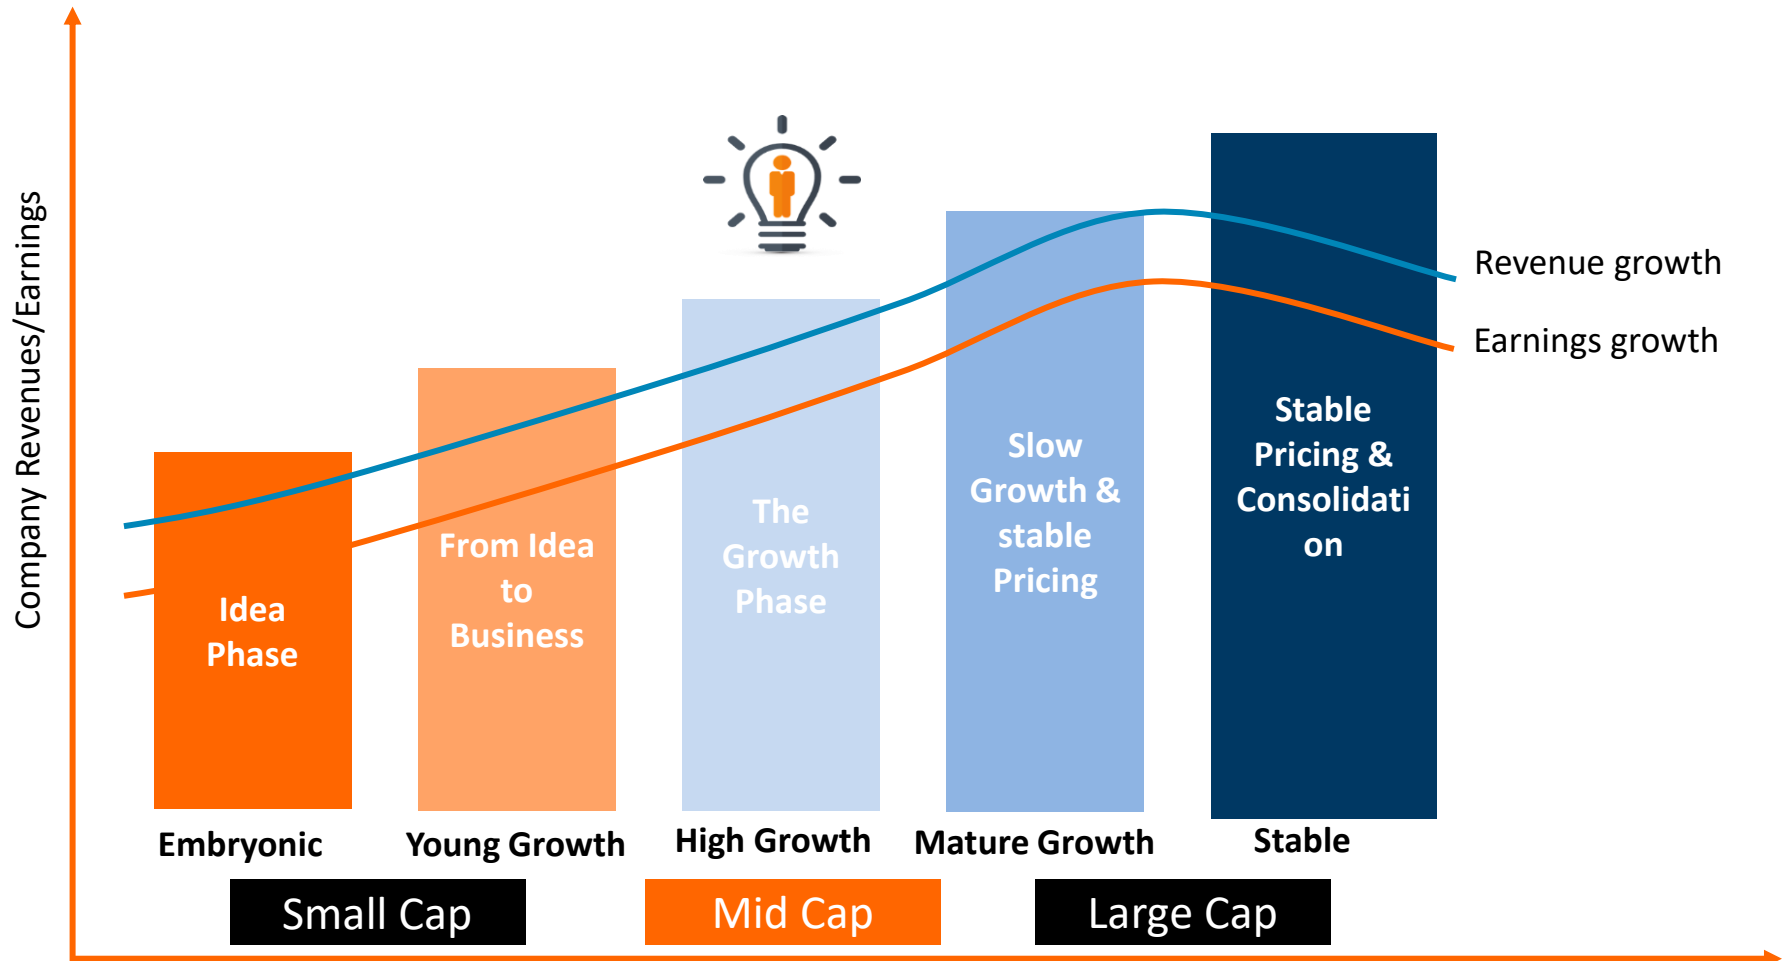 Company Revenues/Earnings
Revenue growth
Earnings growth
Idea
Phase
From Idea
to
Business
The
Growth
Phase
Slow
Growth &
stable
Pricing
Stable
Pricing &
Consolidati
on
Embryonic
Young Growth
High Growth
Mature Growth
Stable
Small Cap
Mid Cap
Large Cap